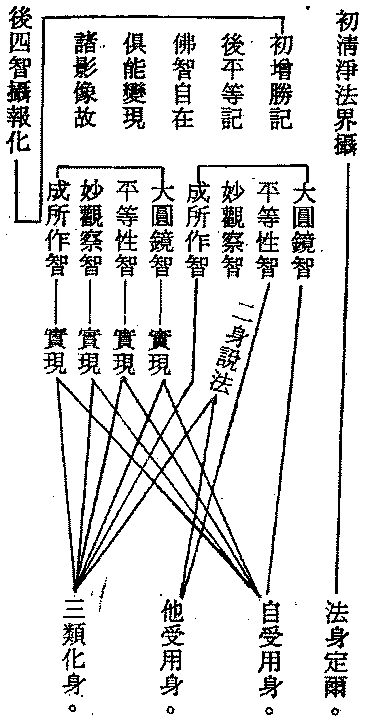 初清淨法界攝
初增勝記
後平等記
佛智自在
俱能變現
諸影像故
後四智攝報化
大圓鏡智
平等性智
妙觀察智
成所作智
大圓鏡智
平等性智
妙觀察智
成所作智
二身説法
實現
實現
實現
實現
法身定爾。
自受用身。
他受用身。
三類化身。